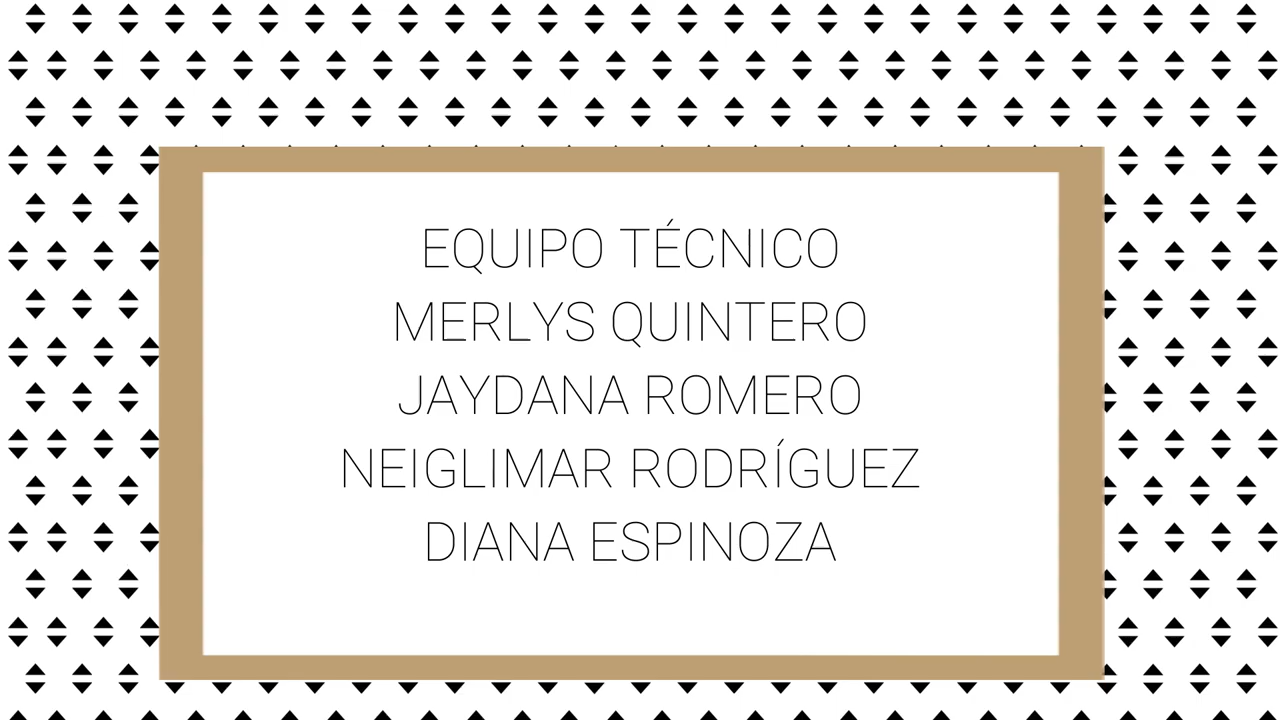 EQUIPO TÉCNICO
MERLYS QUINTERO
JAYDANA ROMERO
NEIGLIMAR RODRÍGUEZ
DIANA ESPINOZA